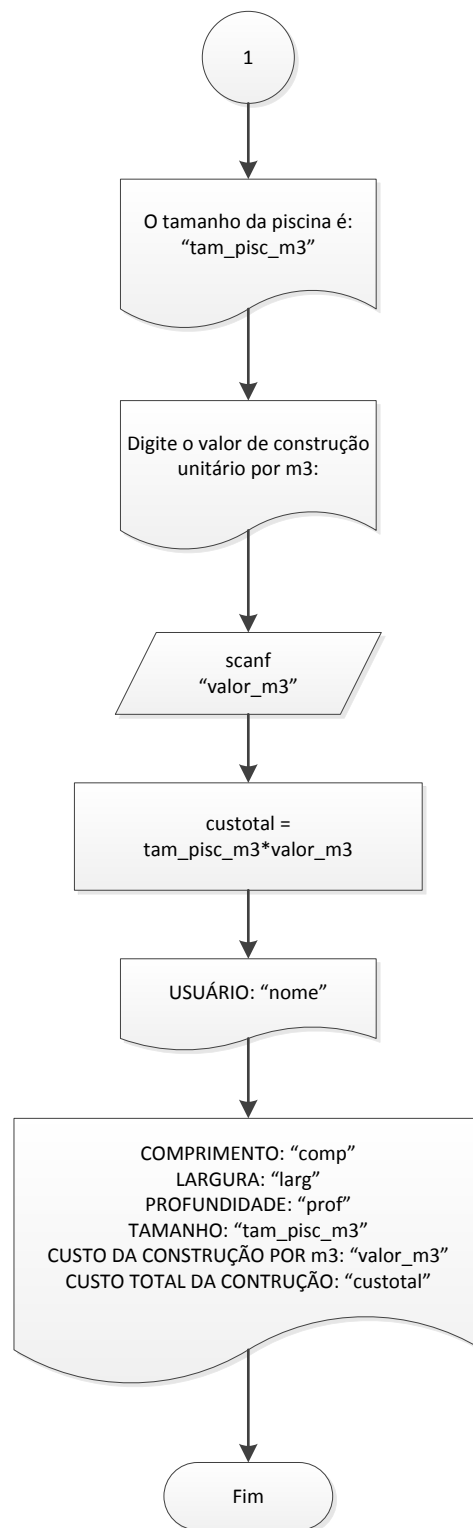 1
O tamanho da piscina é:
“tam_pisc_m3”
Digite o valor de construção
unitário por m3:
scanf
“valor_m3”
custotal =
tam_pisc_m3*valor_m3
USUÁRIO: “nome”
COMPRIMENTO: “comp”
LARGURA: “larg”
PROFUNDIDADE: “prof”
TAMANHO: “tam_pisc_m3”
CUSTO DA CONSTRUÇÃO POR m3: “valor_m3”
CUSTO TOTAL DA CONTRUÇÃO: “custotal”
Fim